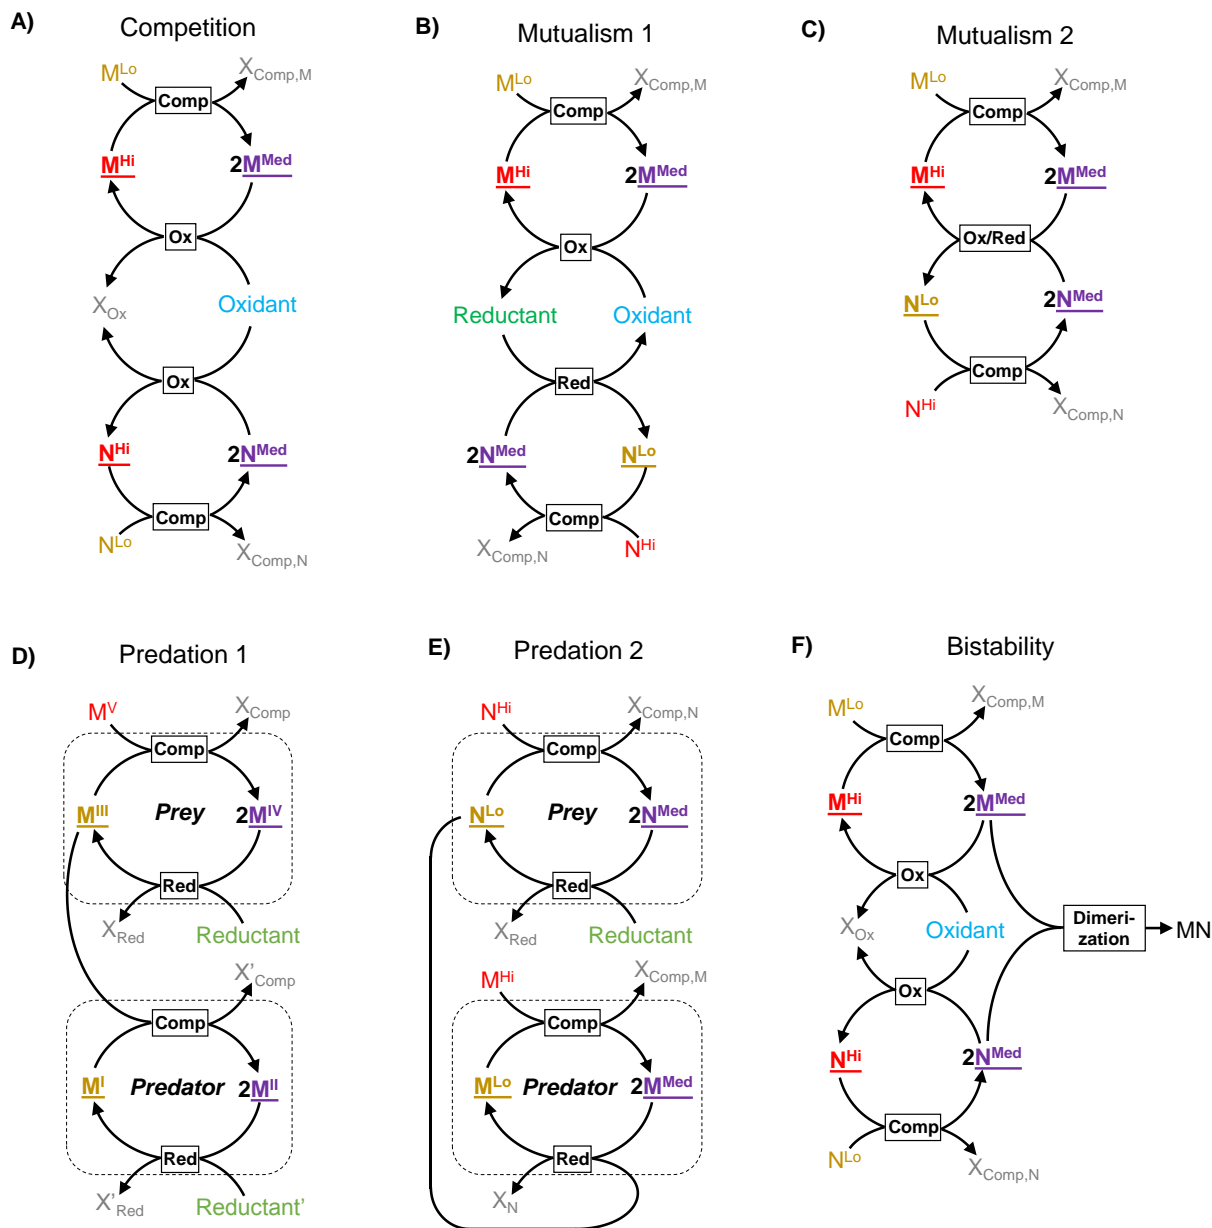 A)
Competition
M^Lo
X_Comp,M
Comp
M^Hi
2M^Med
Ox
X_Ox
Oxidant
Ox
N^Hi
2N^Med
Comp
N^Lo
X_Comp,N
B)
Mutualism 1
M^Lo
X_Comp,M
Comp
M^Hi
2M^Med
Ox
Reductant
Oxidant
Red
2N^Med
N^Lo
Comp
X_Comp,N
N^Hi
C)
Mutualism 2
M^Lo
X_Comp,M
Comp
M^Hi
2M^Med
Ox/Red
N^Lo
2N^Med
Comp
N^Hi
X_Comp,N
D)
Predation 1
M^V
X_Comp
Comp
M^III
Prey
2M^IV
Red
X_Red
Reductant
X'_Comp
Comp
M^I
Predator
2M^II
Red
X'_Red
Reductant'
E)
Predation 2
N^Hi
X_Comp,N
Comp
N^Lo
Prey
2N^Med
Red
X_Red
Reductant
M^Hi
X_Comp,M
Comp
M^Lo
Predator
2M^Med
Red
X_N
F)
Bistability
M^Lo
X_Comp,M
Comp
M^Hi
2M^Med
Ox
X_Ox
Oxidant
Dimeri-
zation
MN
Ox
N^Hi
2N^Med
Comp
N^Lo
X_Comp,N